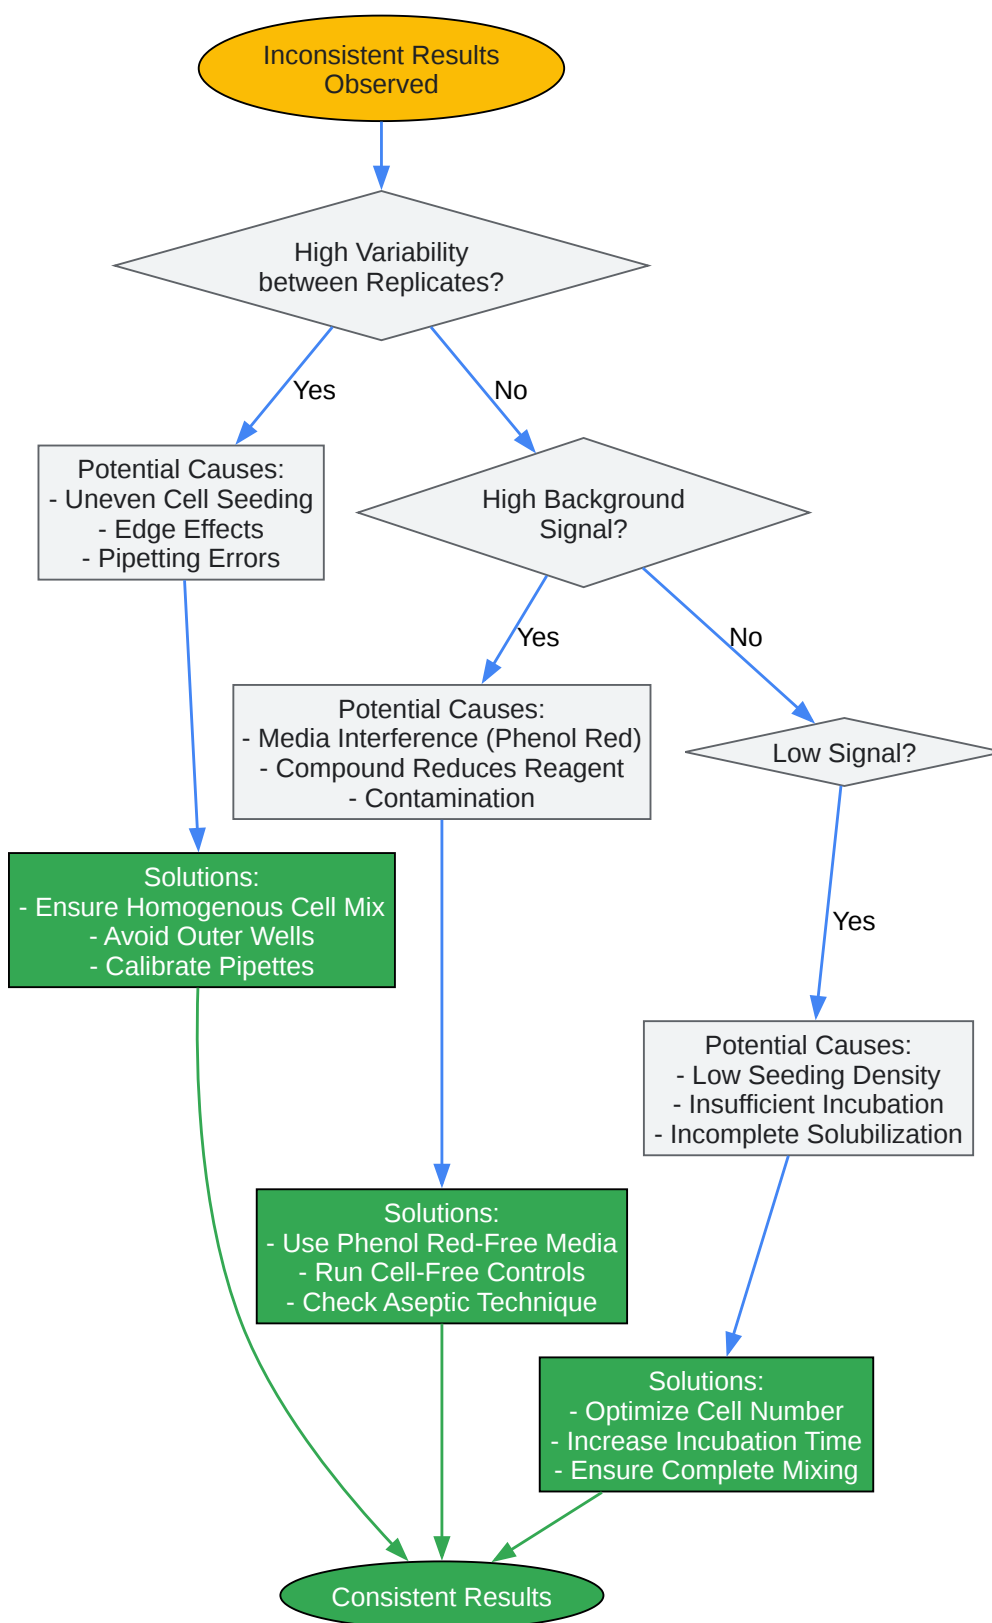 Inconsistent Results
Observed
High Variability
between Replicates?
Yes
No
Potential Causes:
- Uneven Cell Seeding
- Edge Effects
- Pipetting Errors
High Background
Signal?
Yes
No
Potential Causes:
- Media Interference (Phenol Red)
- Compound Reduces Reagent
- Contamination
Low Signal?
Solutions:
- Ensure Homogenous Cell Mix
- Avoid Outer Wells
- Calibrate Pipettes
Yes
Potential Causes:
- Low Seeding Density
- Insufficient Incubation
- Incomplete Solubilization
Solutions:
- Use Phenol Red-Free Media
- Run Cell-Free Controls
- Check Aseptic Technique
Solutions:
- Optimize Cell Number
- Increase Incubation Time
- Ensure Complete Mixing
Consistent Results